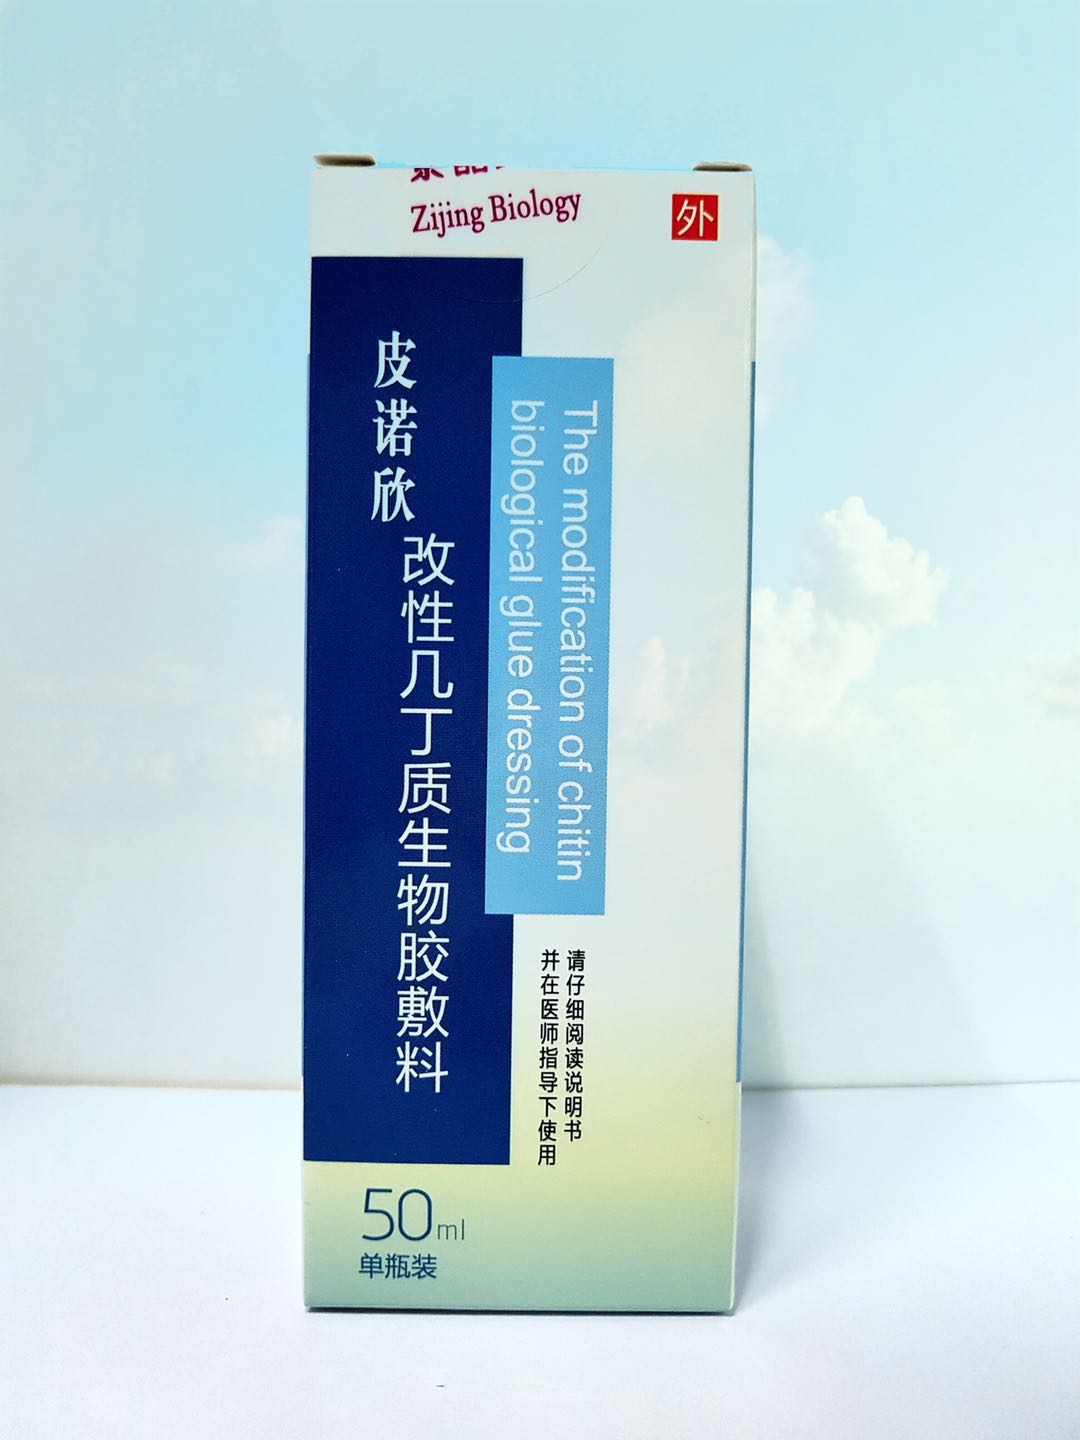 Zijing Biology
外
皮诺欣
改性几丁质生物胶敷料
The modification of chitin
biological glue dressing
请仔细阅读说明书
并在医师指导下使用
50ml
单瓶装